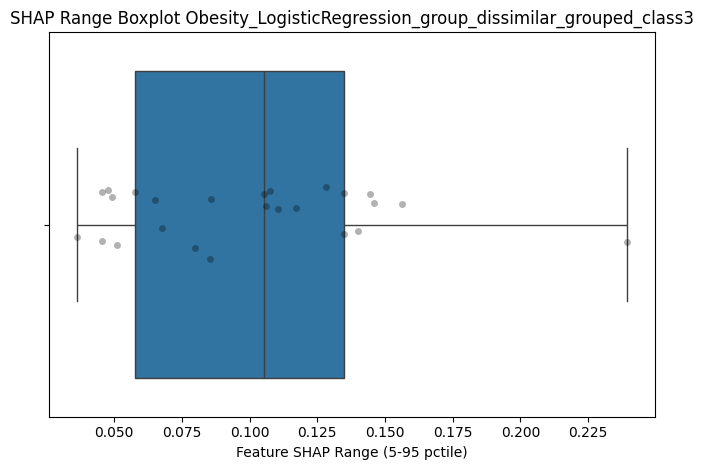 SHAP Range Boxplot Obesity_LogisticRegression_group_dissimilar_grouped_class3
0.050 0.075 0.100 0.125 0.150 0.175 0.200 0.225
Feature SHAP Range (5-95 pctile)